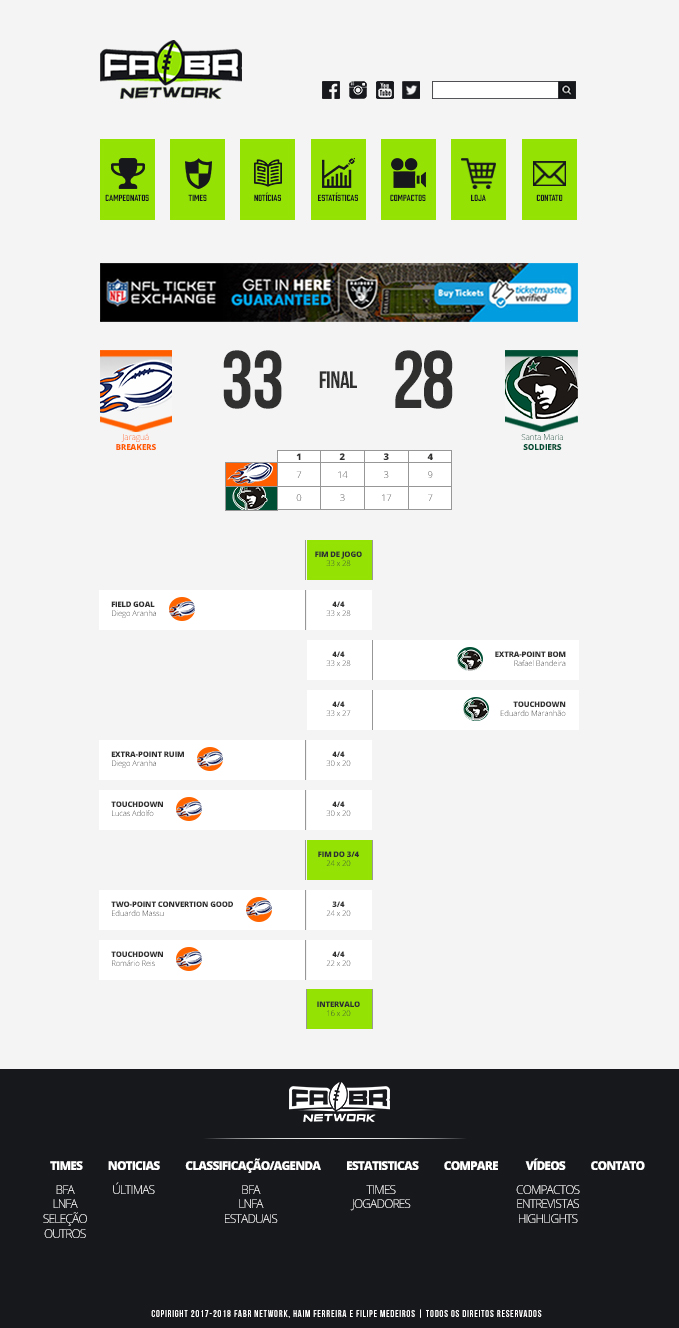 FABR
NETWORK
You
Tube
CAMPEONATOS
TIMES
NOTÍCIAS
ESTATÍSTICAS
COMPACTOS
LOJA
CONTATO
NFL
NFL TICKET
EXCHANGE
GET IN HERE
GUARANTEED
RAIDERS
Buy Tickets
ticketmaster
verified
33
FINAL
28
Jaraguá
BREAKERS
Santa Maria
SOLDIERS
1 2 3 4
7 14 3 9
0 3 17 7
FIM DE JOGO
33 x 28
FIELD GOAL
Diego Aranha
4/4
33 x 28
4/4
33 x 28
EXTRA-POINT BOM
Rafael Bandeira
4/4
33 x 27
TOUCHDOWN
Eduardo Maranhão
EXTRA-POINT RUIM
Diego Aranha
4/4
30 x 20
TOUCHDOWN
Lucas Adolfo
4/4
30 x 20
FIM DO 3/4
24 x 20
TWO-POINT CONVERTION GOOD
Eduardo Massu
3/4
24 x 20
TOUCHDOWN
Romário Reis
4/4
22 x 20
INTERVALO
16 x 20
FABR
NETWORK
TIMES
BFA
LNFA
SELEÇÃO
OUTROS
NOTICIAS
ÚLTIMAS
CLASSIFICAÇÃO/AGENDA
BFA
LNFA
ESTADUAIS
ESTATISTICAS
TIMES
JOGADORES
COMPARE
VÍDEOS
COMPACTOS
ENTREVISTAS
HIGHLIGHTS
CONTATO
COPIRIGHT 2017-2018 FABR NETWORK, HAIM FERREIRA E FILIPE MEDEIROS | TODOS OS DIREITOS RESERVADOS